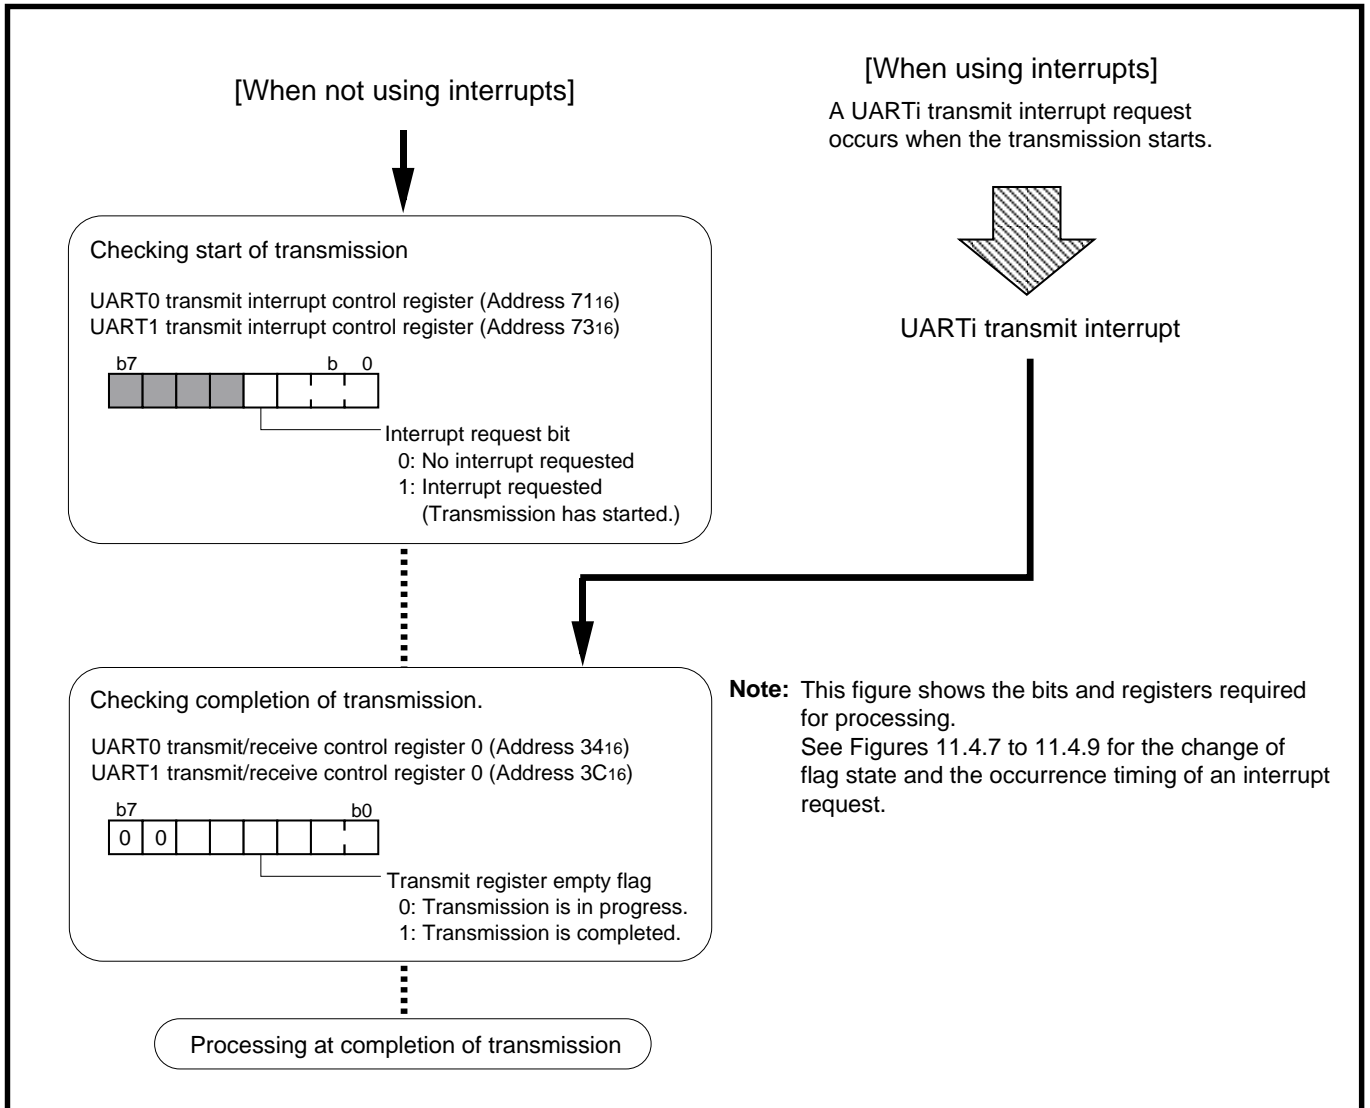 [When not using interrupts]
[When using interrupts]
A UARTi transmit interrupt request
occurs when the transmission starts.
UARTi transmit interrupt
Checking start of transmission
UART0 transmit interrupt control register (Address 7116)
UART1 transmit interrupt control register (Address 7316)
b7 b 0
Interrupt request bit
0: No interrupt requested
1: Interrupt requested
(Transmission has started.)
Checking completion of transmission.
UART0 transmit/receive control register 0 (Address 3416)
UART1 transmit/receive control register 0 (Address 3C16)
b7 b0
0 0
Transmit register empty flag
0: Transmission is in progress.
1: Transmission is completed.
Note: This figure shows the bits and registers required
for processing.
See Figures 11.4.7 to 11.4.9 for the change of
flag state and the occurrence timing of an interrupt
request.
Processing at completion of transmission